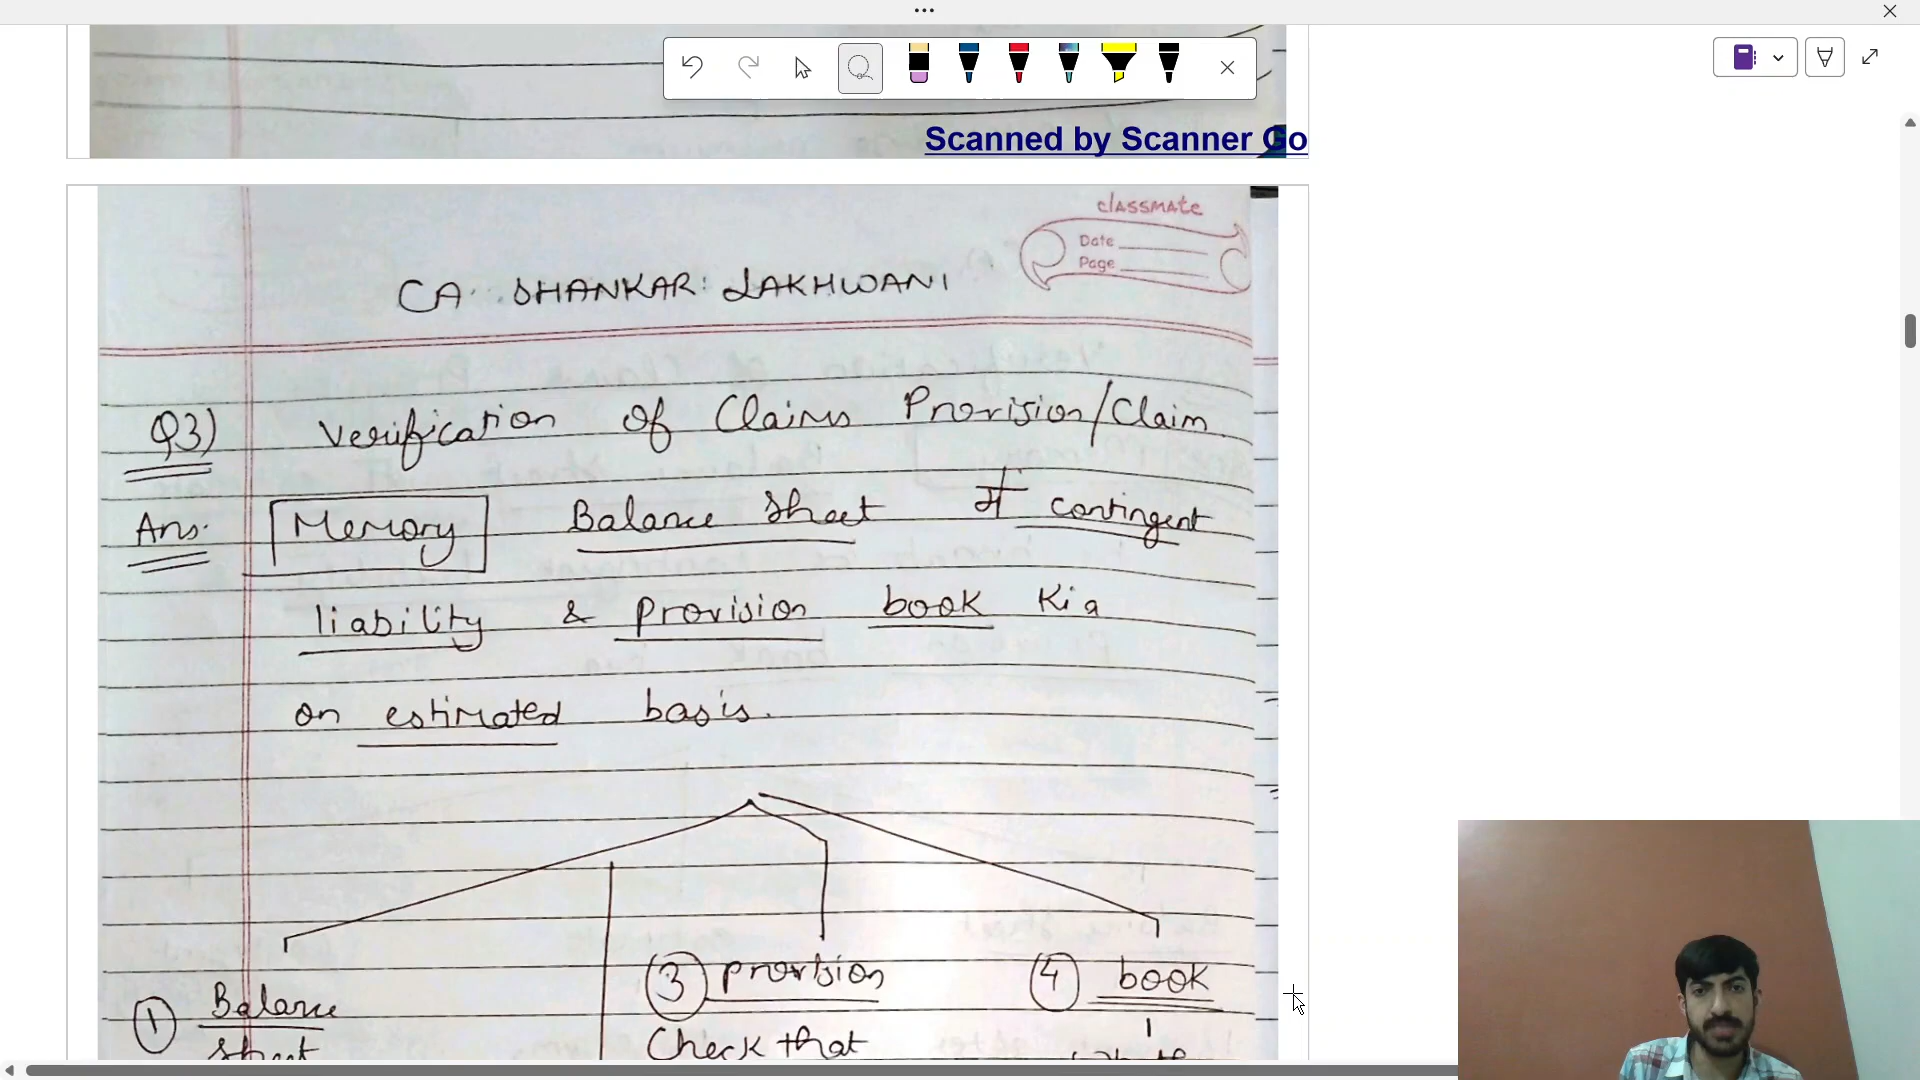 Scanned by Scanner Go
classmate
Date
Page
CA SHANKAR LAKHWANI
Q3) Verification of Claims Provision/Claim
Ans. Memory Balance Sheet में contingent
liability & provision book Kia
on estimated basis.
① Balance Sheet
③ provision
Check that
④ book